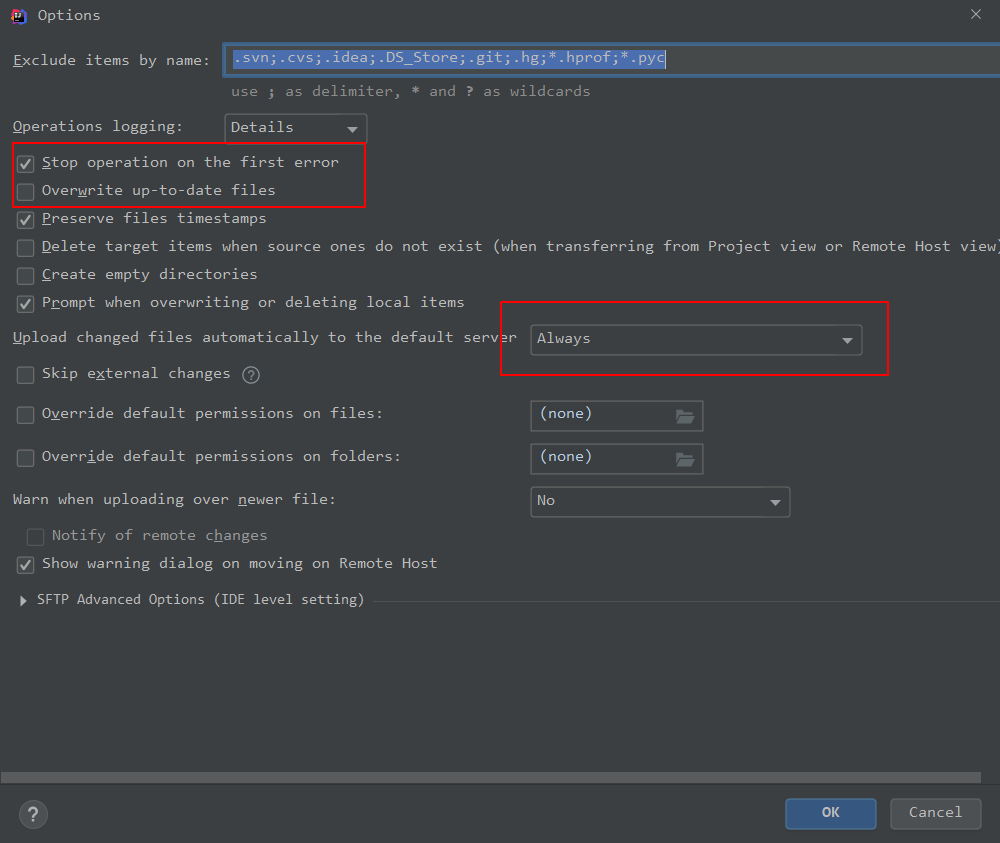 Options
Exclude items by name: .svn;.cvs;.idea;.DS_Store;.git;.hg;*.hprof;*.pyc
use ; as delimiter, * and ? as wildcards
Operations logging: Details
Stop operation on the first error
Overwrite up-to-date files
Preserve files timestamps
Delete target items when source ones do not exist (when transferring from Project view or Remote Host view)
Create empty directories
Prompt when overwriting or deleting local items
Upload changed files automatically to the default server Always
Skip external changes ?
Override default permissions on files: (none)
Override default permissions on folders: (none)
Warn when uploading over newer file: No
Notify of remote changes
Show warning dialog on moving on Remote Host
SFTP Advanced Options (IDE level setting)
? OK Cancel